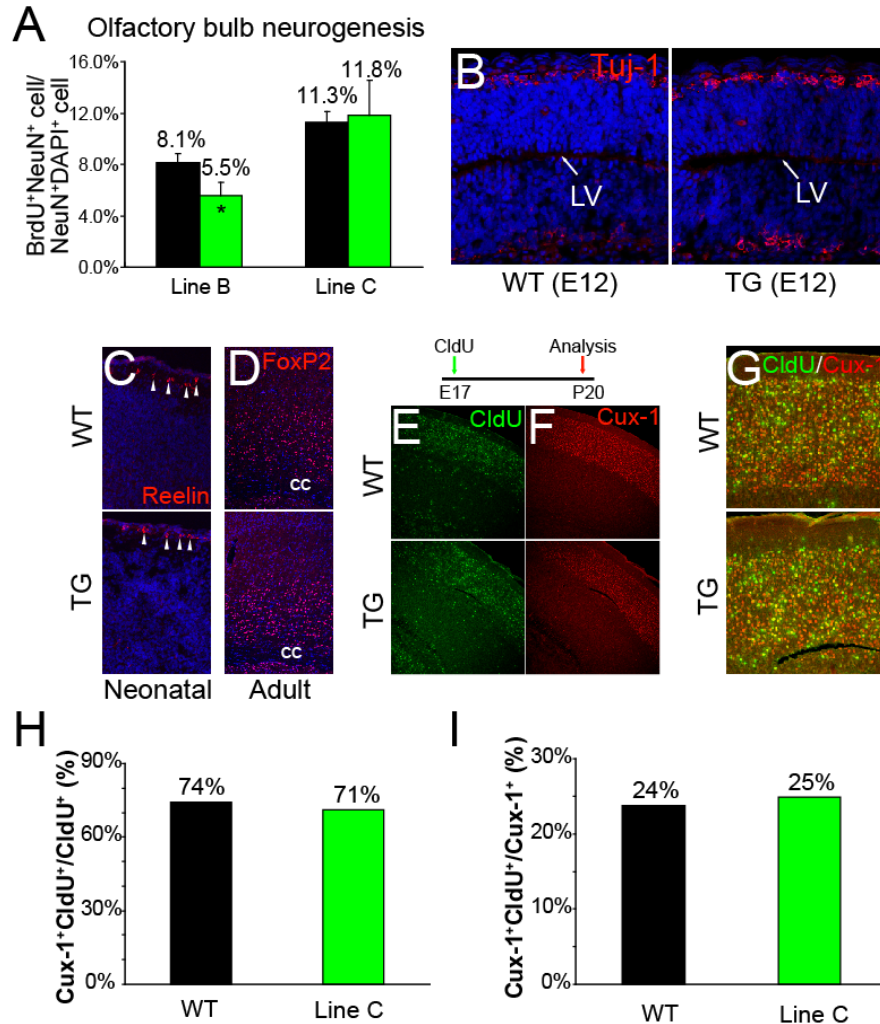 A Olfactory bulb neurogenesis
BrdU⁺NeuN⁺ cell/
NeuN⁺DAPI⁺ cell
16.0%
12.0%
8.0%
4.0%
0.0%
8.1%
5.5%
*
11.3%
11.8%
Line B
Line C
B
Tuj-1
LV
LV
WT (E12)
TG (E12)
C
Reelin
WT
TG
Neonatal
D
FoxP2
cc
cc
Adult
CldU
Analysis
E17
P20
E
CldU
F
Cux-1
WT
TG
G
CldU/Cux-
WT
TG
H
Cux-1⁺CldU⁺/CldU⁺ (%)
90%
60%
30%
0%
74%
71%
WT
Line C
I
Cux-1⁺CldU⁺/Cux-1⁺ (%)
30%
20%
10%
0%
24%
25%
WT
Line C